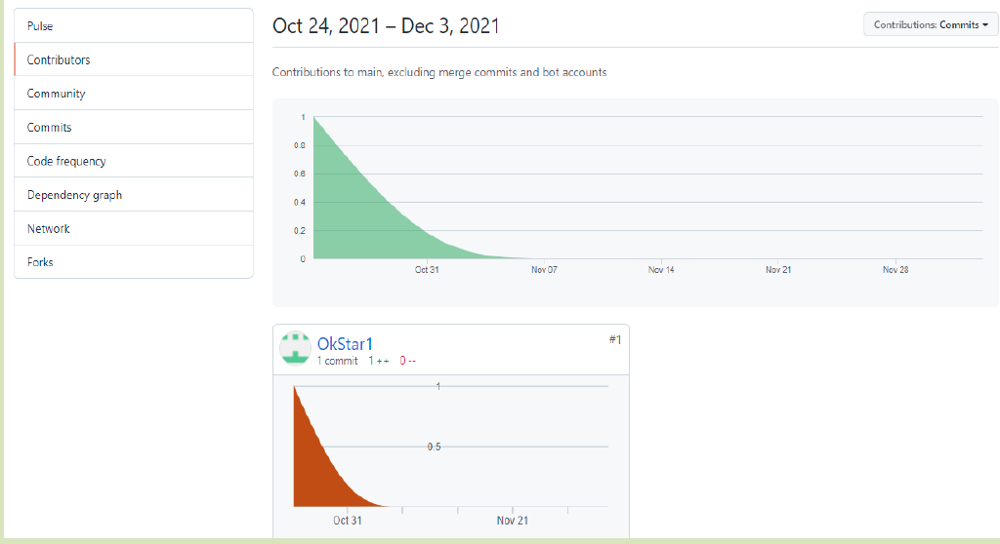 Pulse
Contributors
Community
Commits
Code frequency
Dependency graph
Network
Forks
Oct 24, 2021 – Dec 3, 2021
Contributions: Commits
Contributions to main, excluding merge commits and bot accounts
1
0.8
0.6
0.4
0.2
0
Oct 31 Nov 07 Nov 14 Nov 21 Nov 28
OkStar1
#1
1 commit 1 ++ 0 --
1
0.5
Oct 31 Nov 21